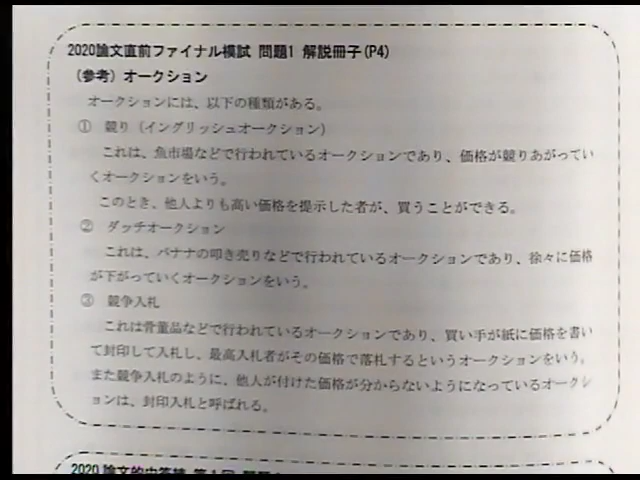 2020論文直前ファイナル模試 問題1 解説冊子(P4)
(参考)オークション
オークションには、以下の種類がある。
① 競り(イングリッシュオークション)
これは、魚市場などで行われているオークションであり、価格が競りあがってい
くオークションをいう。
このとき、他人よりも高い価格を提示した者が、買うことができる。
② ダッチオークション
これは、バナナの叩き売りなどで行われているオークションであり、徐々に価格
が下がっていくオークションをいう。
③ 競争入札
これは骨董品などで行われているオークションであり、買い手が紙に価格を書い
て封印して入札し、最高入札者がその価格で落札するというオークションをいう。
また競争入札のように、他人が付けた価格が分からないようになっているオークシ
ョンは、封印入札と呼ばれる。
2020 論文的中答練 第1回